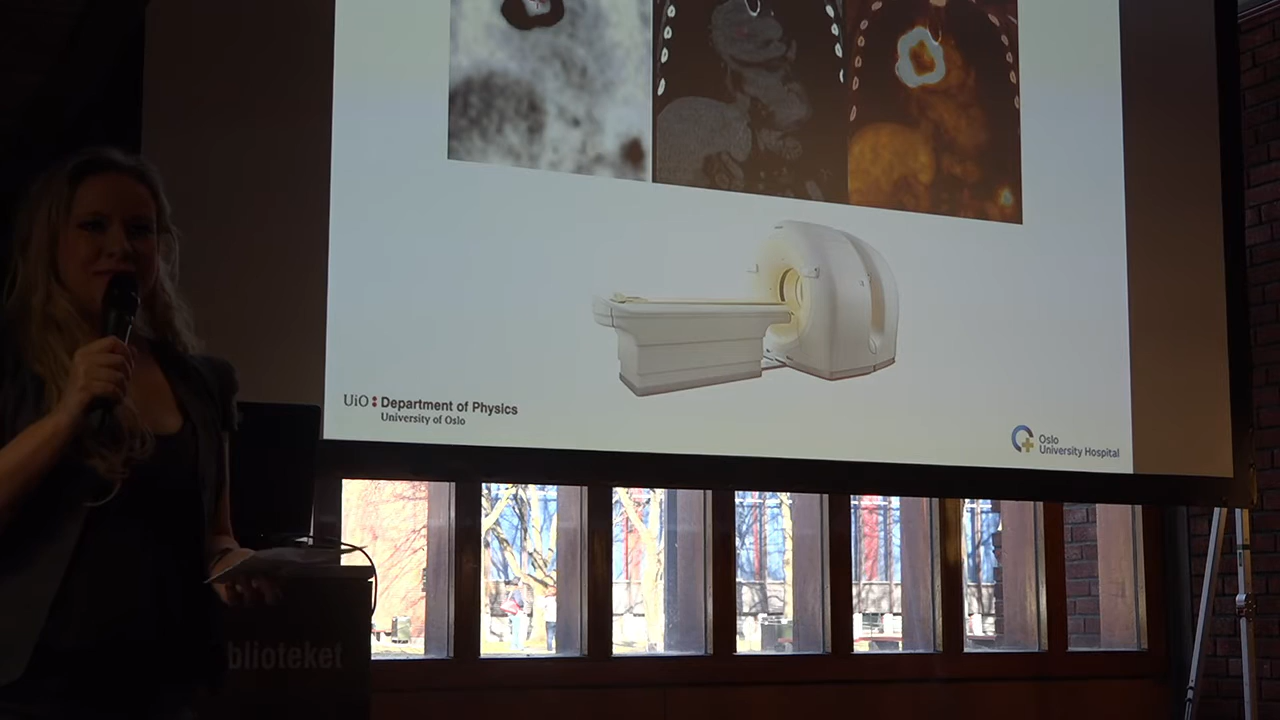 UiO Department of Physics
University of Oslo
Oslo
University Hospital
blioteket